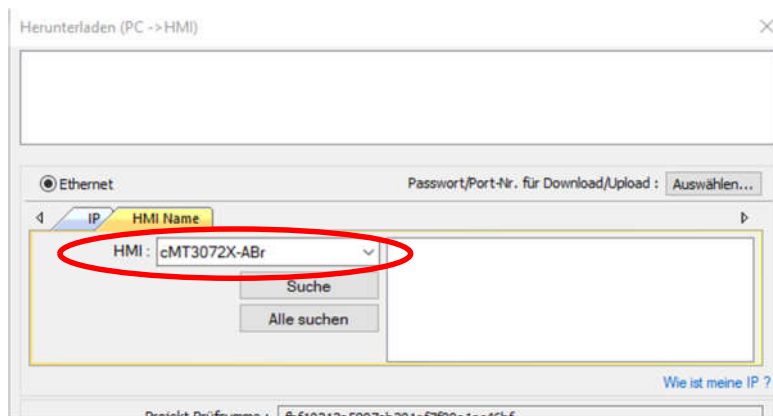 Herunterladen (PC ->HMI)
Ethernet Passwort/Port-Nr. für Download/Upload : Auswählen...
IP HMI Name
HMI : cMT3072X-ABr
Suche
Alle suchen
Wie ist meine IP ?
Projekt Prüfsumme :